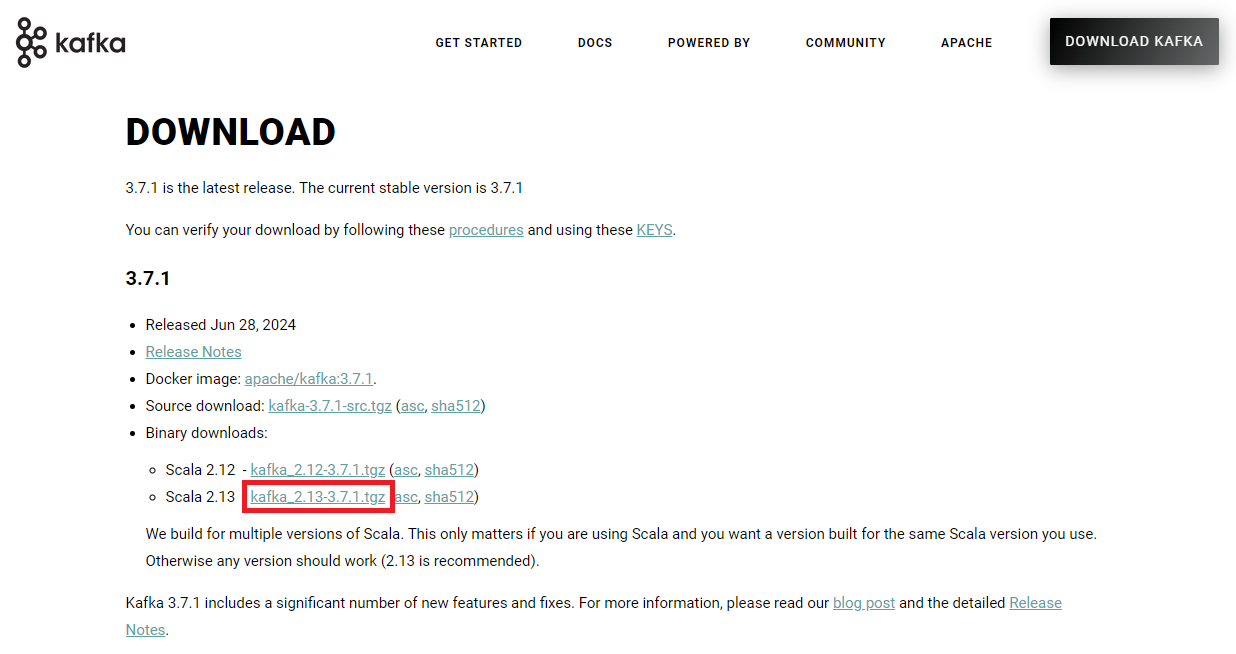 kafka
GET STARTED
DOCS
POWERED BY
COMMUNITY
APACHE
DOWNLOAD KAFKA
DOWNLOAD
3.7.1 is the latest release. The current stable version is 3.7.1
You can verify your download by following these procedures and using these KEYS.
3.7.1
Released Jun 28, 2024
Release Notes
Docker image: apache/kafka:3.7.1.
Source download: kafka-3.7.1-src.tgz (asc, sha512)
Binary downloads:
Scala 2.12 - kafka_2.12-3.7.1.tgz (asc, sha512)
Scala 2.13 kafka_2.13-3.7.1.tgz asc, sha512)
We build for multiple versions of Scala. This only matters if you are using Scala and you want a version built for the same Scala version you use.
Otherwise any version should work (2.13 is recommended).
Kafka 3.7.1 includes a significant number of new features and fixes. For more information, please read our blog post and the detailed Release
Notes.